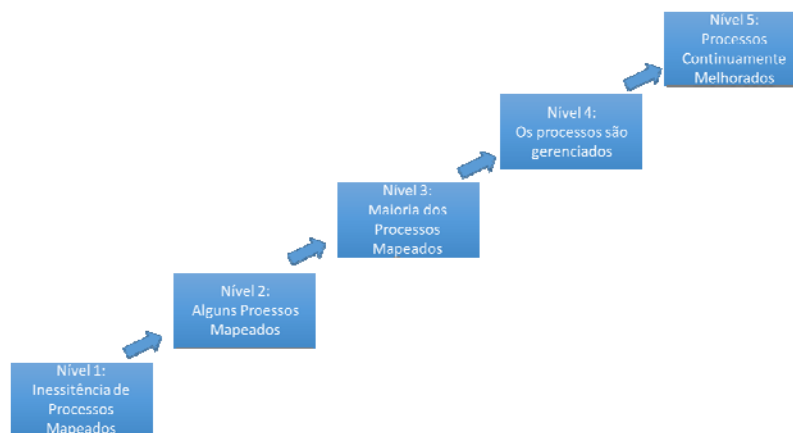 Nível 5:
Processos
Continuamente
Melhorados
Nível 4:
Os processos são
gerenciados
Nível 3:
Maioria dos
Processos
Mapeados
Nível 2:
Alguns Proessos
Mapeados
Nível 1:
Inessitência de
Processos
Mapeados